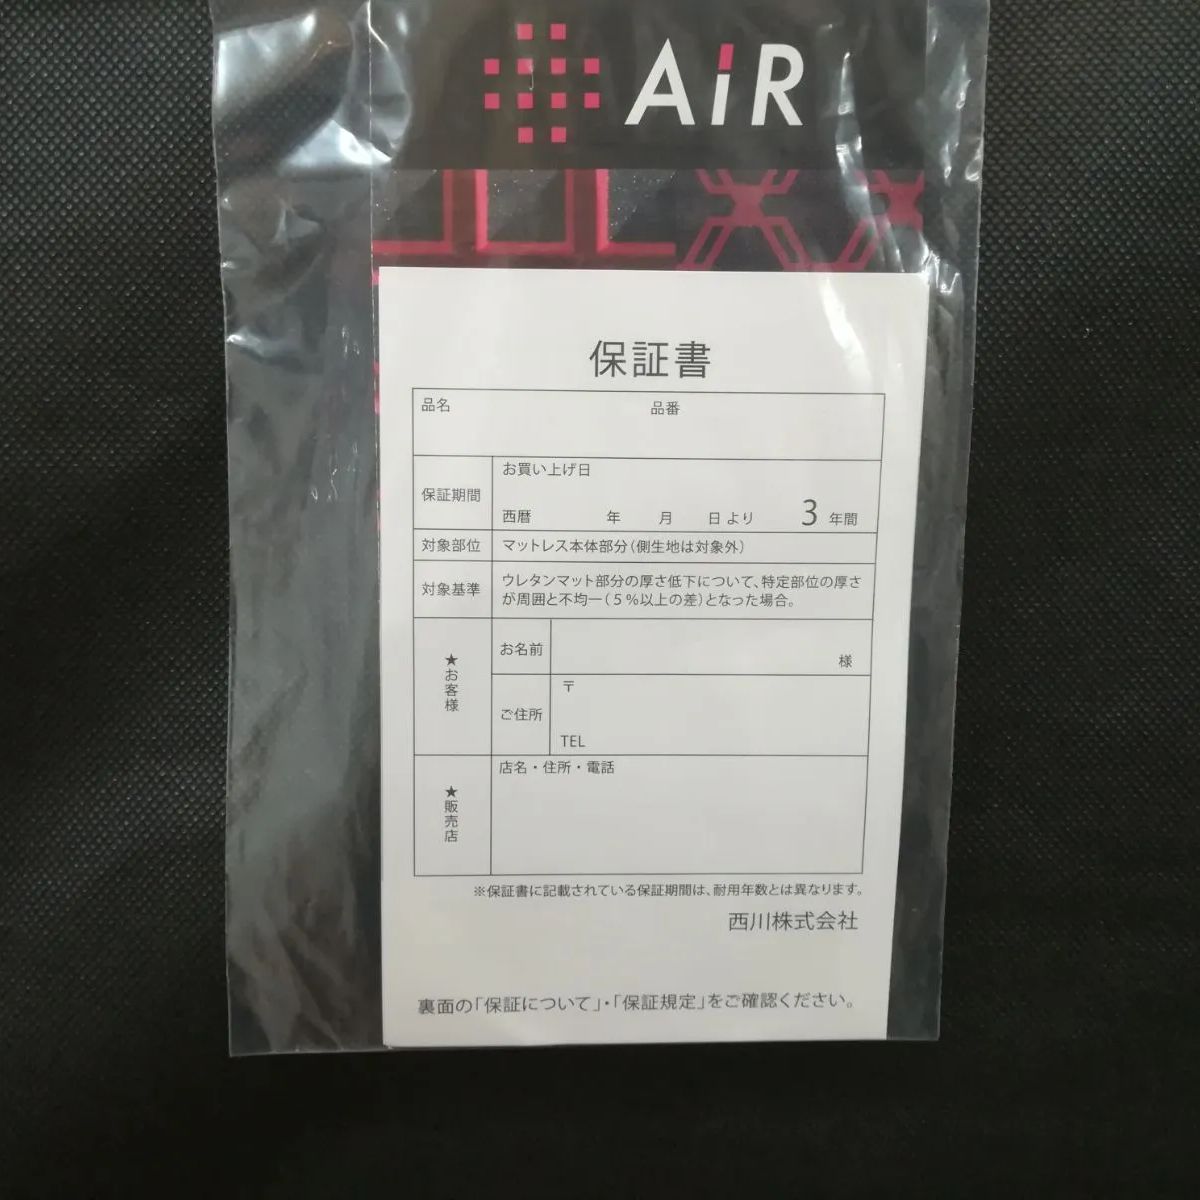 AiR
保証書
品名 品番
保証期間
お買い上げ日
西暦 年 月 日より 3 年間
対象部位 マットレス本体部分(側生地は対象外)
対象基準
ウレタンマット部分の厚さ低下について、特定部位の厚さ
が周囲と不均一(5%以上の差)となった場合。
★お客様
お名前
様
ご住所
〒
TEL
★販売店
店名・住所・電話
※保証書に記載されている保証期間は、耐用年数とは異なります。
西川株式会社
裏面の「保証について」・「保証規定」をご確認ください。